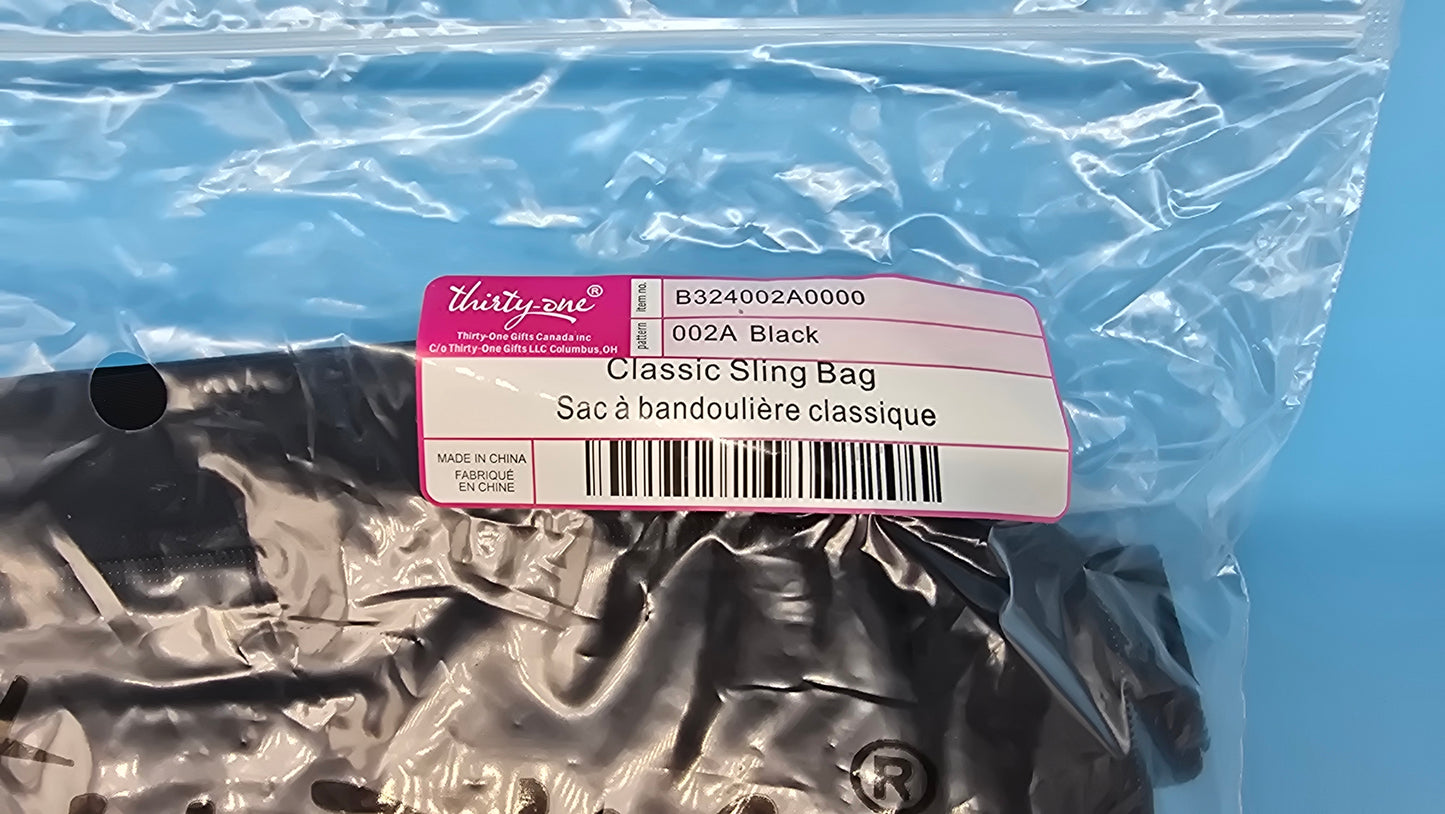 thirty-one®
Thirty-One Gifts Canada inc
C/o Thirty-One Gifts LLC Columbus,OH
item no.
B324002A0000
pattern
002A Black
Classic Sling Bag
Sac à bandoulière classique
MADE IN CHINA
FABRIQUÉ
EN CHINE
®